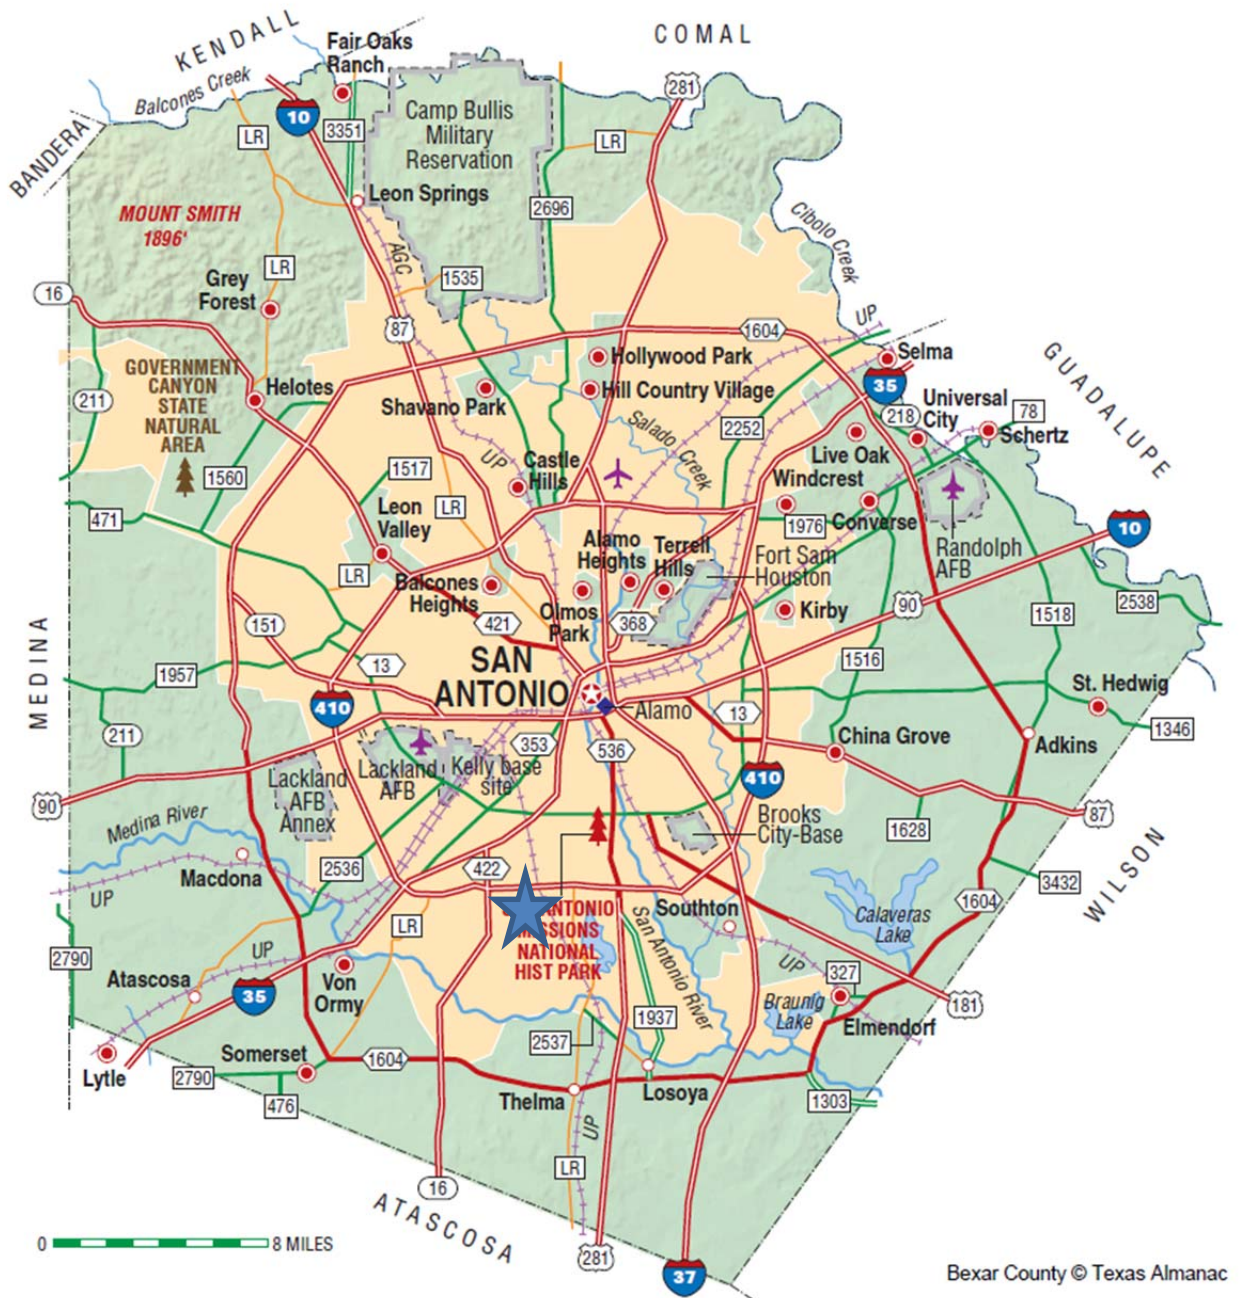 KENDALL
COMAL
Fair Oaks
Ranch
Balcones Creek
BANDERA
281
10
LR
3351
Camp Bullis
Military
Reservation
LR
Leon Springs
2696
MOUNT SMITH
1896'
Cibolo Creek
AGC
LR
1535
Grey
Forest
16
UP
87
1604
GUADALUPE
Hollywood Park
Selma
GOVERNMENT
CANYON
STATE
NATURAL
AREA
Helotes
Hill Country Village
35
211
Shavano Park
Universal
City
218
78
Salado Creek
2252
Schertz
UP
Castle
Hills
Live Oak
1517
1560
Windcrest
LR
Leon
Valley
471
1976
Converse
10
Alamo
Heights
Terrell
Hills
Fort Sam
Houston
Randolph
AFB
LR
Balcones
Heights
Olmos
Park
Kirby
90
2538
MEDINA
151
421
368
1518
SAN
ANTONIO
13
1516
1957
St. Hedwig
410
Alamo
13
1346
211
353
536
China Grove
Adkins
Lackland
AFB
Annex
Lackland
AFB
Kelly base
site
410
90
Brooks
City-Base
87
Medina River
1628
WILSON
2536
422
Macdona
UP
3432
1604
LR
ANTONIO
SSIONS
NATIONAL
HIST PARK
Southton
San Antonio River
Calaveras
Lake
2790
UP
UP
327
Atascosa
35
Von
Ormy
Braunig
Lake
181
1937
Elmendorf
2537
Somerset
1604
Lytle
2790
Losoya
Thelma
476
1303
UP
LR
16
ATASCOSA
0
8 MILES
281
37
Bexar County © Texas Almanac